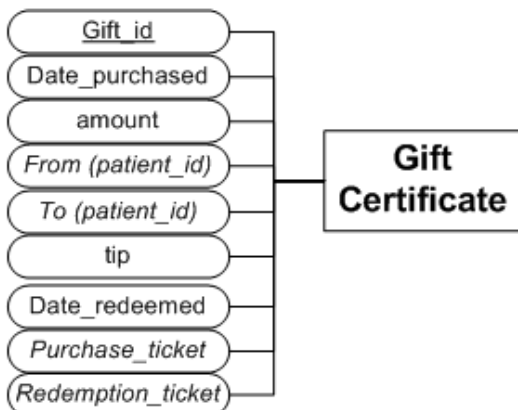 Gift_id
Date_purchased
amount
From (patient_id)
To (patient_id)
tip
Date_redeemed
Purchase_ticket
Redemption_ticket
Gift
Certificate